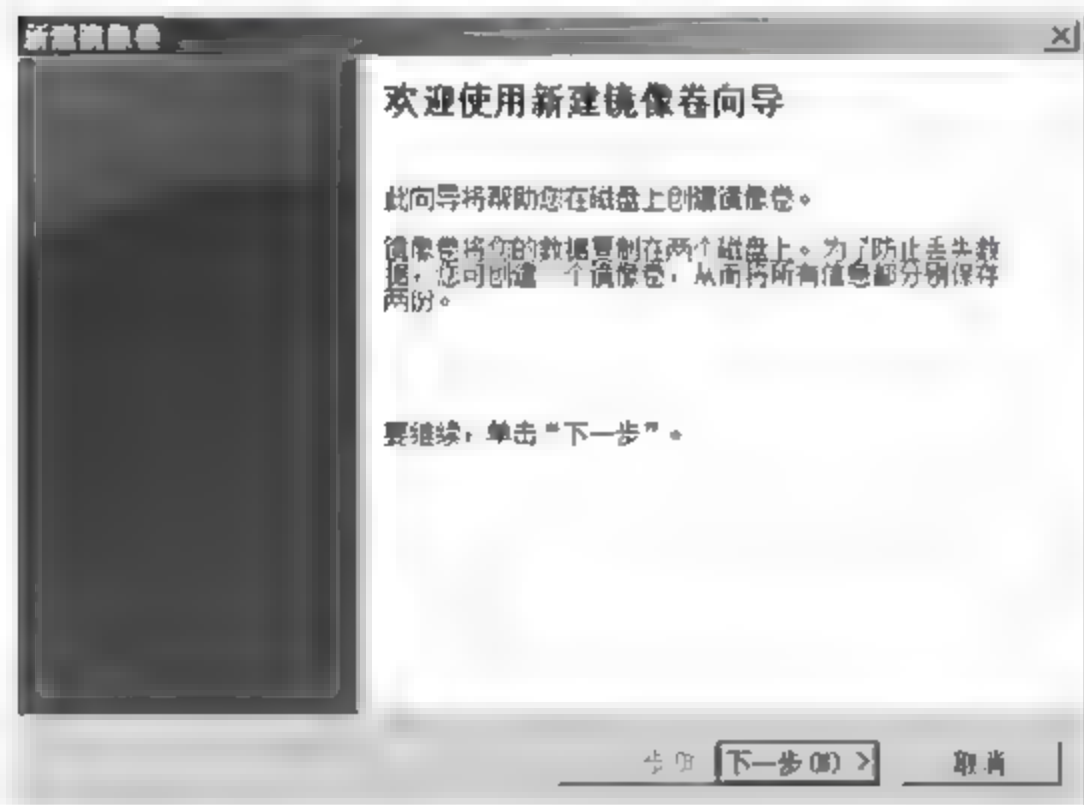 新建镜像卷
欢迎使用新建镜像卷向导
此向导将帮助您在磁盘上创建镜像卷。
镜像卷将你的数据复制在两个磁盘上。为了防止丢失数
据，您可创建一个镜像卷，从而将所有信息都分别保存
两份。
要继续，单击“下一步”。
步(B) 下一步(N) > 取消